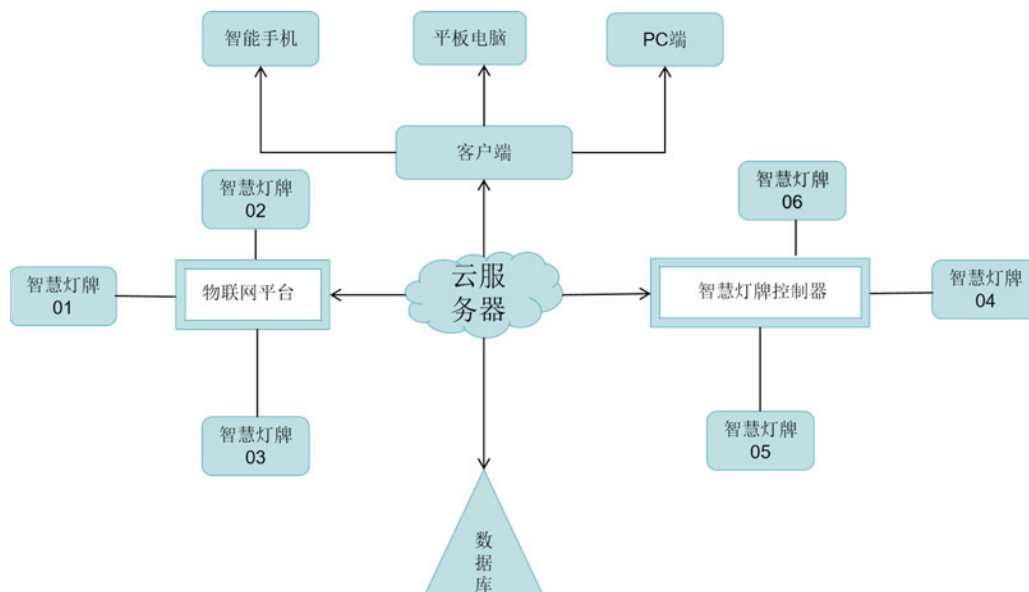 智能手机
平板电脑
PC端
客户端
智慧灯牌
02
智慧灯牌
06
智慧灯牌
01
物联网平台
云服
务器
智慧灯牌控制器
智慧灯牌
04
智慧灯牌
03
智慧灯牌
05
数
据
库